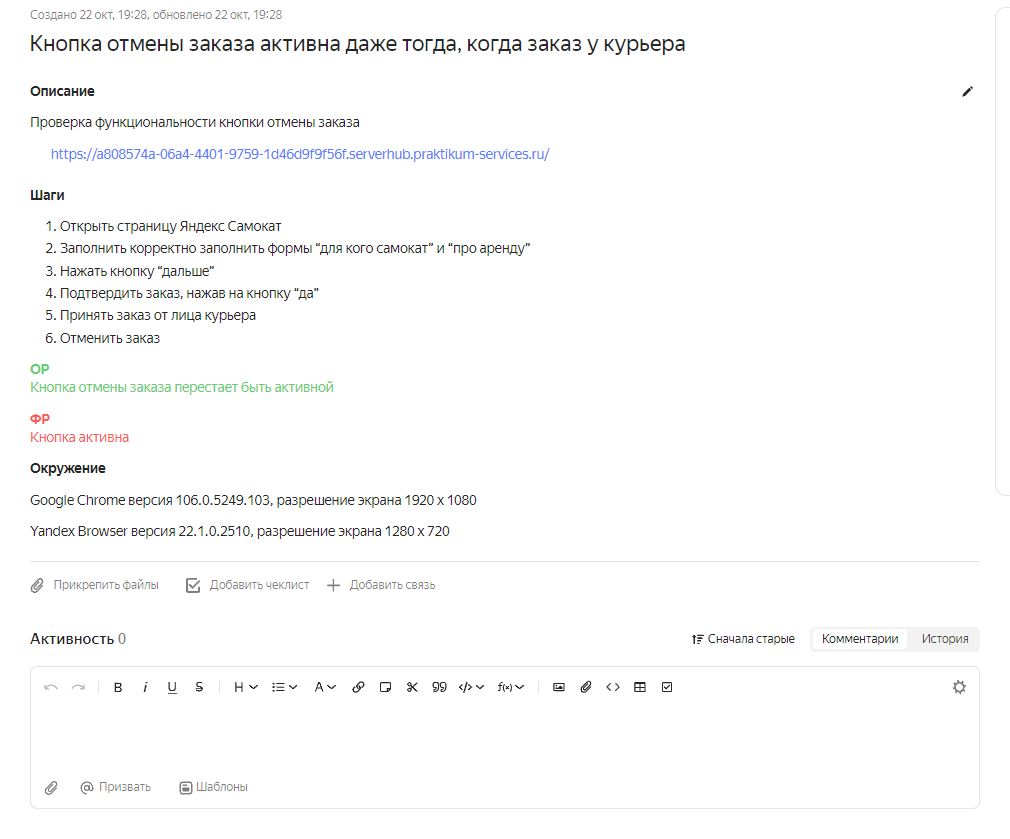 Создано 22 окт, 19:28, обновлено 22 окт, 19:28
Кнопка отмены заказа активна даже тогда, когда заказ у курьера
Описание
Проверка функциональности кнопки отмены заказа
https://a808574a-06a4-4401-9759-1d46d9f9f56f.serverhub.praktikum-services.ru/
Шаги
1. Открыть страницу Яндекс Самокат
2. Заполнить корректно заполнить формы “для кого самокат” и “про аренду”
3. Нажать кнопку “дальше”
4. Подтвердить заказ, нажав на кнопку “да”
5. Принять заказ от лица курьера
6. Отменить заказ
ОР
Кнопка отмены заказа перестает быть активной
ФР
Кнопка активна
Окружение
Google Chrome версия 106.0.5249.103, разрешение экрана 1920 x 1080
Yandex Browser версия 22.1.0.2510, разрешение экрана 1280 x 720
Прикрепить файлы Добавить чеклист Добавить связь
Активность 0 Сначала старые Комментарии История
B i U S H A f(x)
Призвать Шаблоны